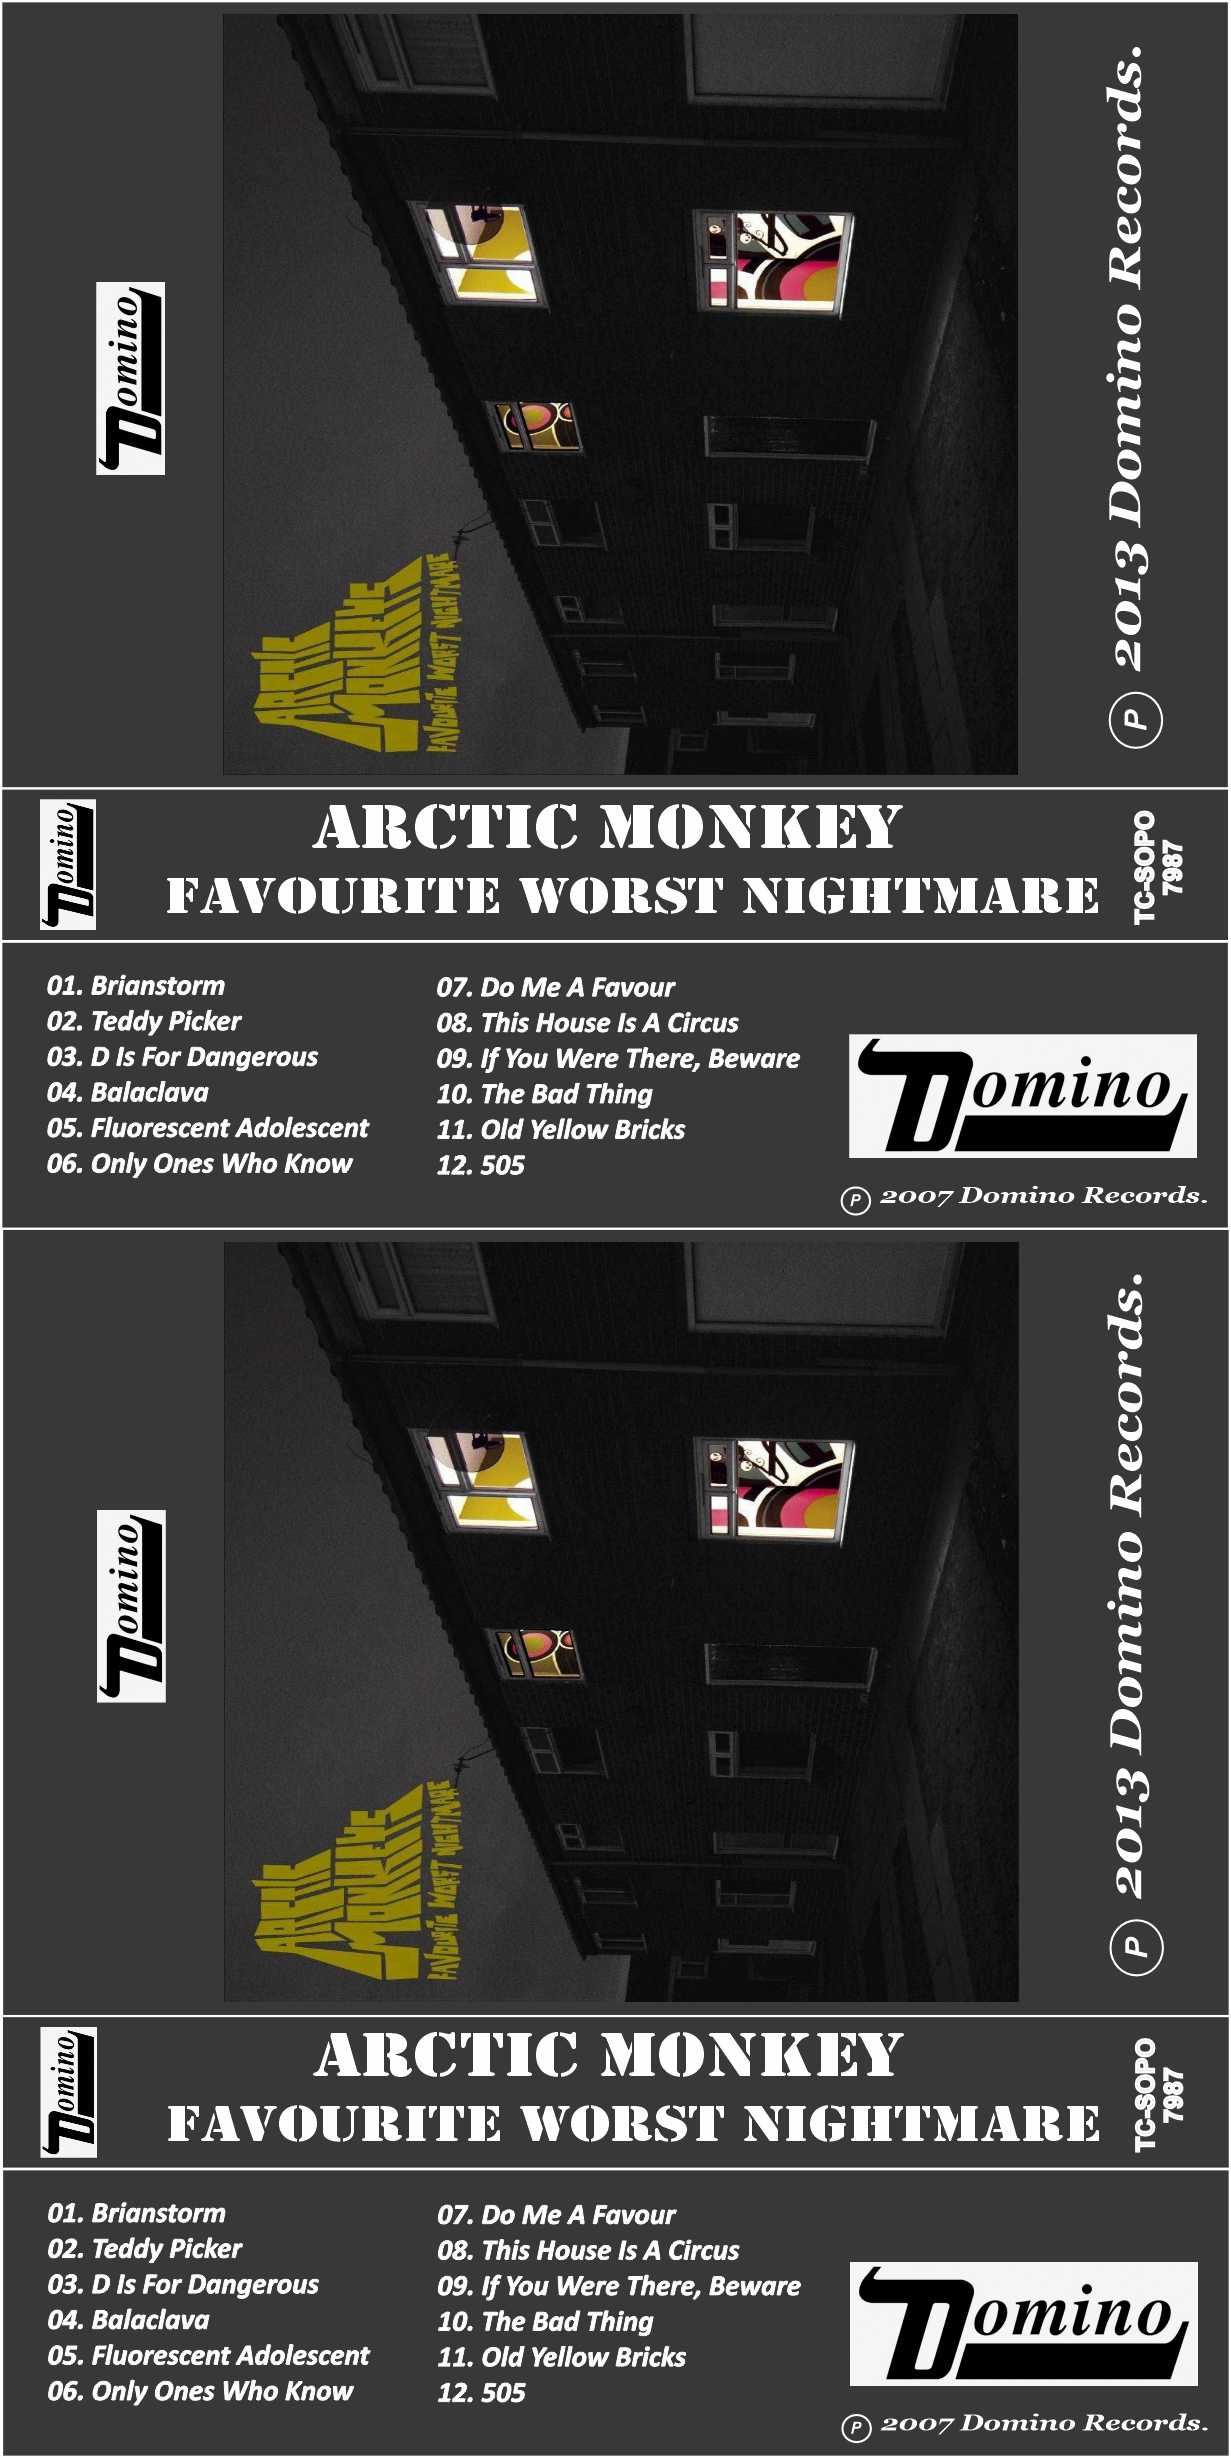 Domino
ARCTIC
MONKEYS
FAVOURITE WORST NIGHTMARE
Ⓟ 2013 Domino Records.
Domino
ARCTIC MONKEY
FAVOURITE WORST NIGHTMARE
TC-SOPO
7987
01. Brianstorm
02. Teddy Picker
03. D Is For Dangerous
04. Balaclava
05. Fluorescent Adolescent
06. Only Ones Who Know
07. Do Me A Favour
08. This House Is A Circus
09. If You Were There, Beware
10. The Bad Thing
11. Old Yellow Bricks
12. 505
Domino
Ⓟ 2007 Domino Records.
Domino
ARCTIC
MONKEYS
FAVOURITE WORST NIGHTMARE
Ⓟ 2013 Domino Records.
Domino
ARCTIC MONKEY
FAVOURITE WORST NIGHTMARE
TC-SOPO
7987
01. Brianstorm
02. Teddy Picker
03. D Is For Dangerous
04. Balaclava
05. Fluorescent Adolescent
06. Only Ones Who Know
07. Do Me A Favour
08. This House Is A Circus
09. If You Were There, Beware
10. The Bad Thing
11. Old Yellow Bricks
12. 505
Domino
Ⓟ 2007 Domino Records.